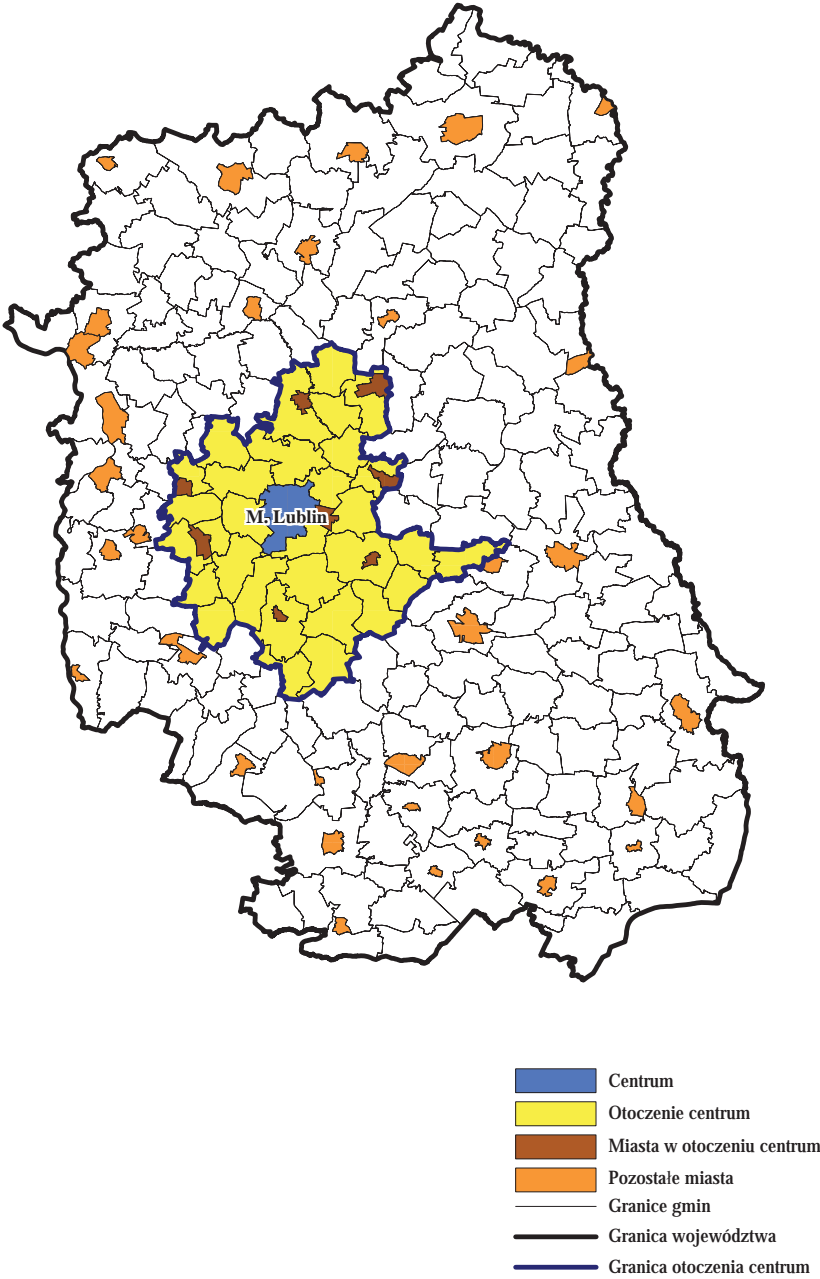 M. Lublin
Centrum
Otoczenie centrum
Miasta w otoczeniu centrum
Pozostałe miasta
Granice gmin
Granica województwa
Granica otoczenia centrum